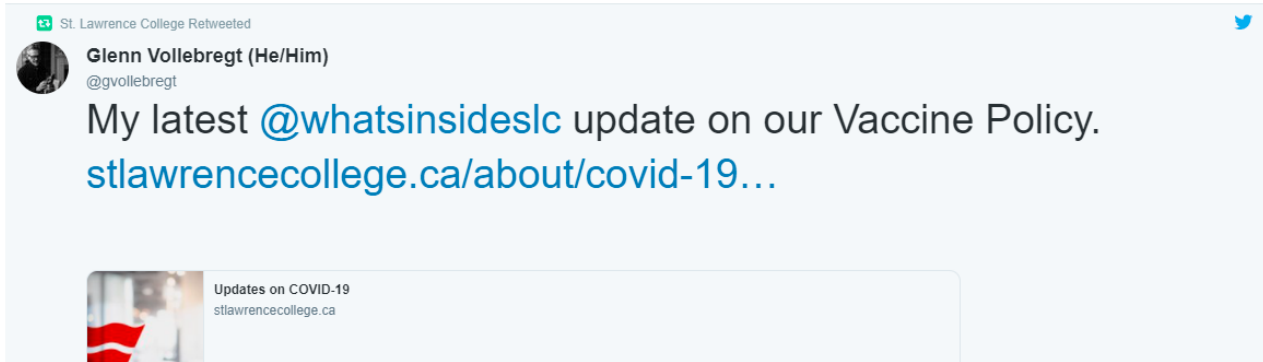 St. Lawrence College Retweeted
Glenn Vollebregt (He/Him)
@gvollebregt
My latest @whatsinsideslc update on our Vaccine Policy.
stlawrencecollege.ca/about/covid-19…
Updates on COVID-19
stlawrencecollege.ca